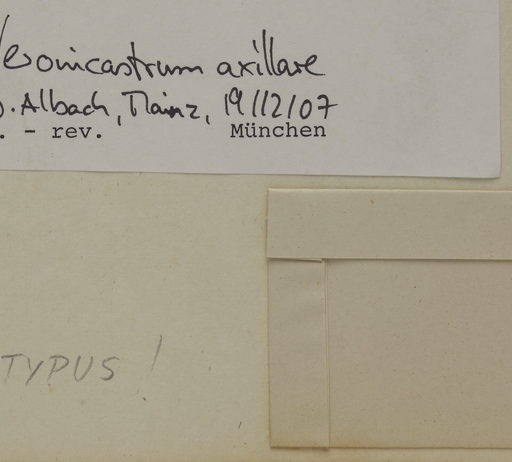 Veronicastrum axillare
D. Albach, Mainz, 19/12/07
. - rev. München
TYPUS!